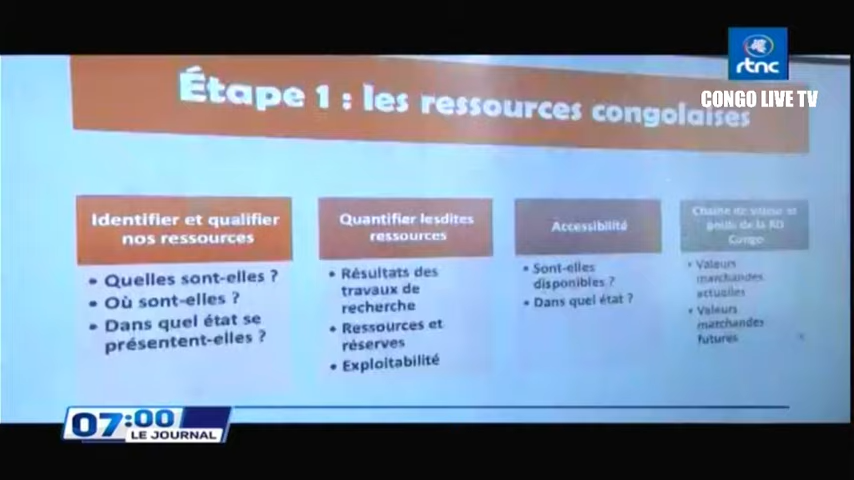 rtnc
CONGO LIVE TV
Étape 1 : les ressources congolaises
Identifier et qualifier
nos ressources
• Quelles sont-elles ?
• Où sont-elles ?
• Dans quel état se
présentent-elles ?
Quantifier lesdites
ressources
• Résultats des
travaux de
recherche
• Ressources et
réserves
• Exploitabilité
Accessibilité
• Sont-elles
disponibles ?
• Dans quel état ?
Chaine de valeur et
poids de la RD
Congo
• Valeurs
marchandes
actuelles
• Valeurs
marchandes
futures
07:00
LE JOURNAL